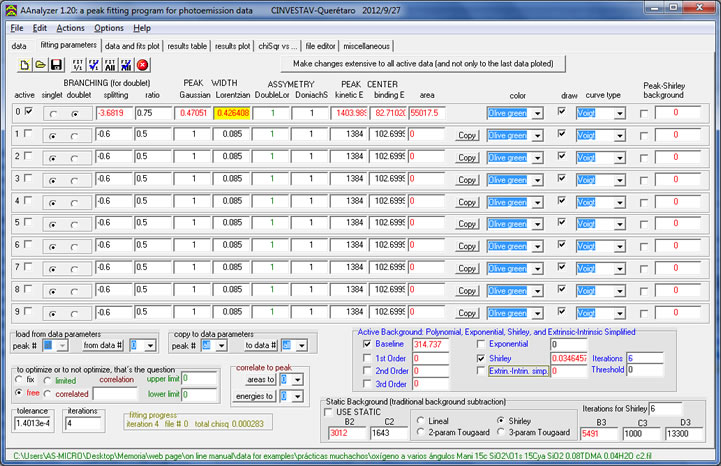 AAnalyzer 1.20: a peak fitting program for photoemission data CINVESTAV-Querétaro 2012/9/27
File Edit Actions Options Help
data fitting parameters data and fits plot results table results plot chiSqr vs ... file editor miscellaneous
FIT 1/1 FIT √1 FIT 1/All FIT √All Make changes extensive to all active data (and not only to the last data ploted)
BRANCHING (for doublet) PEAK WIDTH ASSYMETRY PEAK CENTER Peak-Shirley
active singlet doublet splitting ratio Gaussian Lorentzian DoubleLor DoniachS kinetic E binding E area color draw curve type background
0 -3.6819 0.75 0.47051 0.426408 1 1 1403.989 82.71020 55017.5 Olive green Voigt 0
1 -0.6 0.5 1 0.085 1 1 1384 102.6999 0 Copy Olive green Voigt 0
2 -0.6 0.5 1 0.085 1 1 1384 102.6999 0 Copy Olive green Voigt 0
3 -0.6 0.5 1 0.085 1 1 1384 102.6999 0 Copy Olive green Voigt 0
4 -0.6 0.5 1 0.085 1 1 1384 102.6999 0 Copy Olive green Voigt 0
5 -0.6 0.5 1 0.085 1 1 1384 102.6999 0 Copy Olive green Voigt 0
6 -0.6 0.5 1 0.085 1 1 1384 102.6999 0 Copy Olive green Voigt 0
7 -0.6 0.5 1 0.085 1 1 1384 102.6999 0 Copy Olive green Voigt 0
8 -0.6 0.5 1 0.085 1 1 1384 102.6999 0 Copy Olive green Voigt 0
9 -0.6 0.5 1 0.085 1 1 1384 102.6999 0 Copy Olive green Voigt 0
load from data parameters
peak # from data # 0
copy to data parameters
peak # all to data # all
Active Background: Polynomial, Exponential, Shirley, and Extrinsic-Intrinsic Simplified
Baseline 314.737 Exponential 0
1st Order 0 Shirley 0.0346457 Iterations 6
2nd Order 0 Extrin.-Intrin. simp. 0 Threshold 0
3rd Order 0
to optimize or to not optimize, that's the question
fix limited correlation upper limit 0
free correlated lower limit 0
correlate to peak
areas to 0
energies to 0
tolerance
1.4013e-4
iterations
4
fitting progress
iteration 4 file # 0 total chisq 0.000283
Static Background (traditional background subtraction)
USE STATIC Iterations for Shirley 6
B2 C2 Lineal Shirley B3 C3 D3
3012 1643 2-param Tougaard 3-param Tougaard 5491 1000 13300
C:\Users\AS-MICRO\Desktop\Memoria\web page\on line manual\data for examples\prácticas muchachos\oxígeno a varios ángulos Mani 15c SiO2\O1s 15Cya SiO2 0.08TDMA 0.04H2O c2.fil